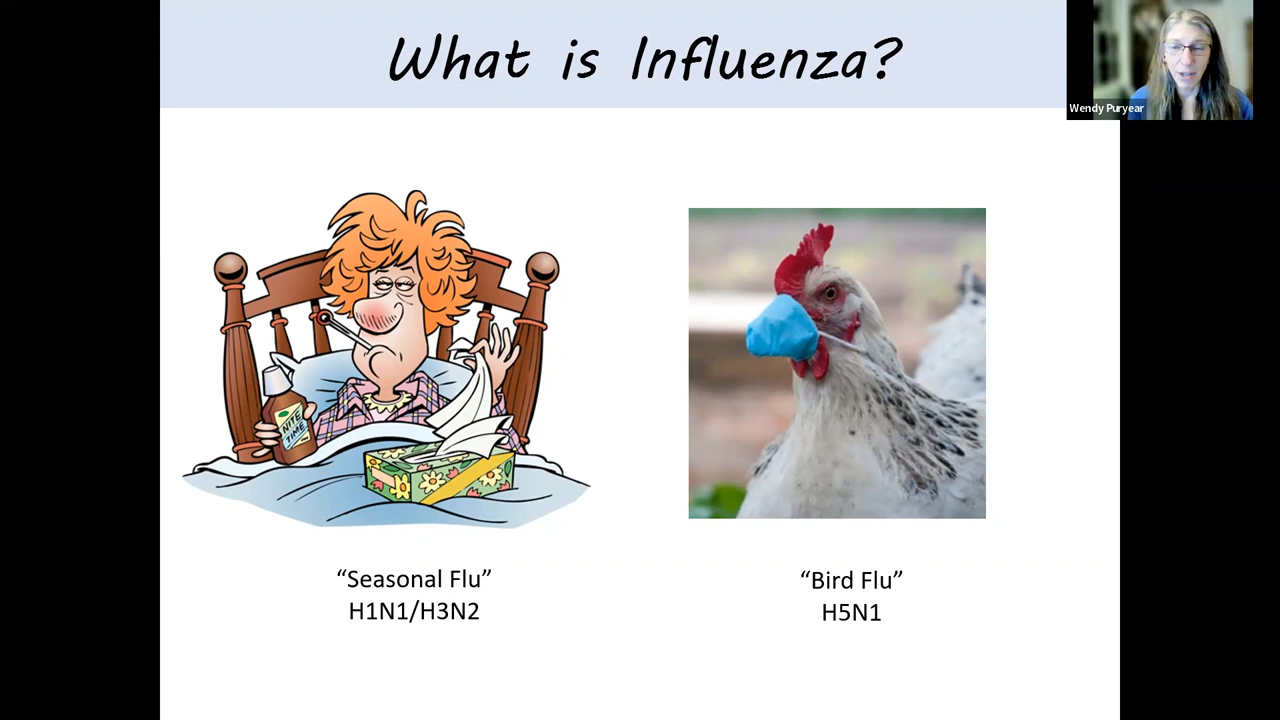 What is Influenza?
Wendy Puryear
NITE
TIME
“Seasonal Flu”
H1N1/H3N2
“Bird Flu”
H5N1